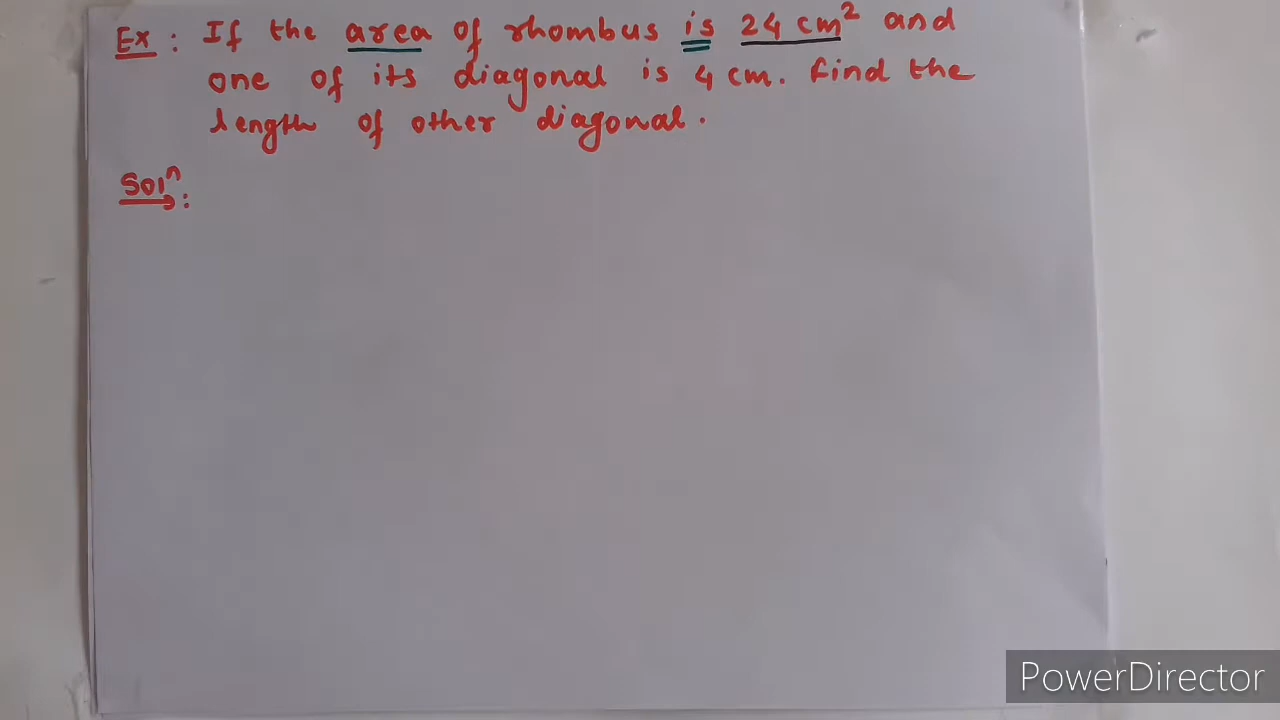 Ex : If the area of rhombus is 24 cm² and
one of its diagonal is 4 cm. Find the
length of other diagonal.
Solⁿ :
PowerDirector